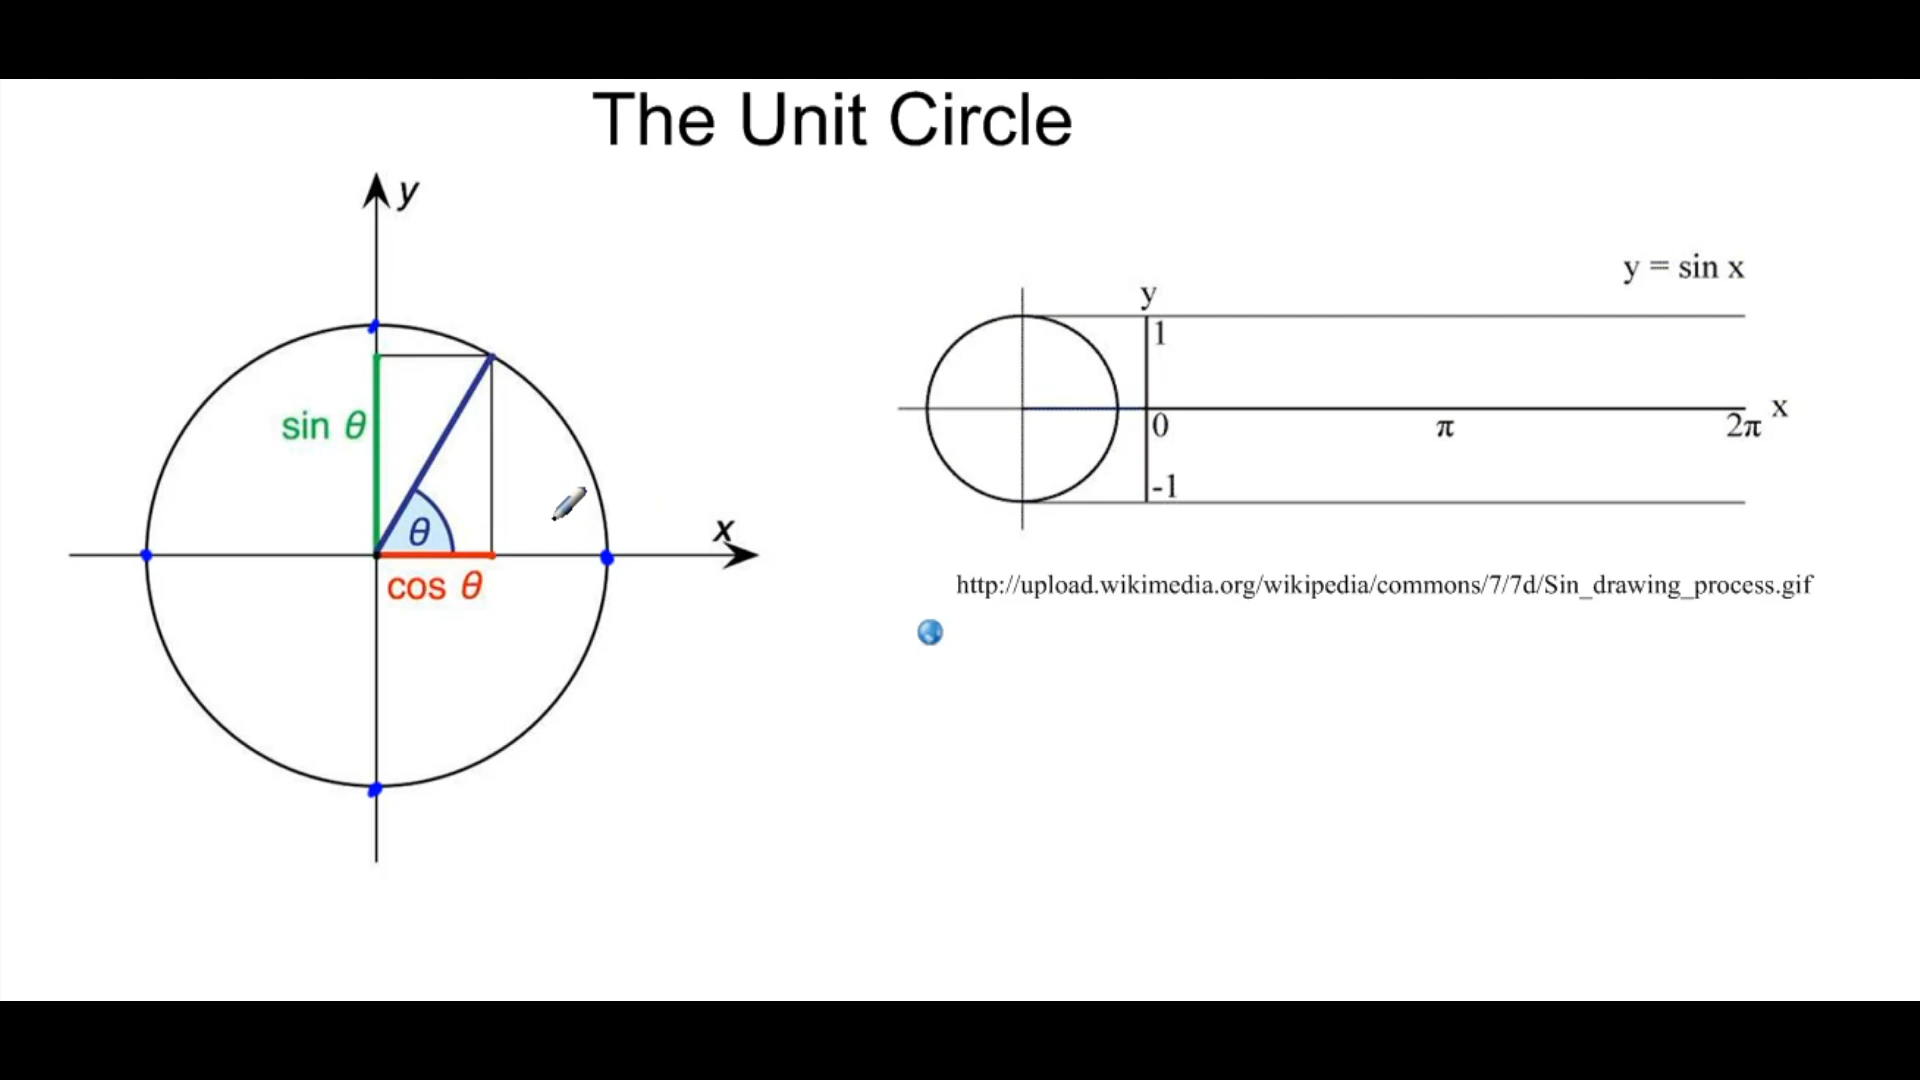 The Unit Circle
y
sin θ
θ
x
cos θ
y = sin x
y
1
0
π
2π
x
-1
http://upload.wikimedia.org/wikipedia/commons/7/7d/Sin_drawing_process.gif